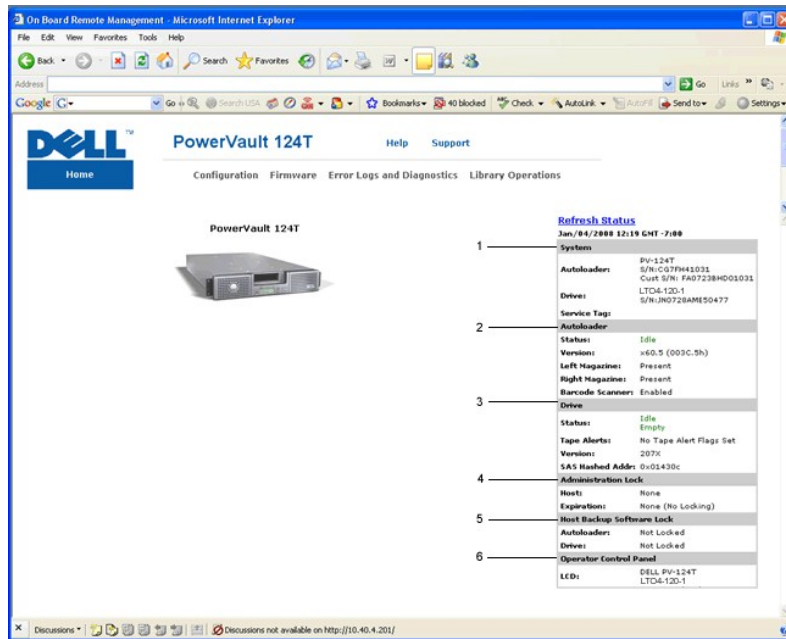 On Board Remote Management - Microsoft Internet Explorer
File Edit View Favorites Tools Help
Back Search Favorites
Address Go Links
Google Go Search USA Bookmarks 40 blocked Check AutoLink AutoFill Send to Settings
DELL™ PowerVault 124T Help Support
Home Configuration Firmware Error Logs and Diagnostics Library Operations
PowerVault 124T
Refresh Status
Jan/04/2008 12:19 GMT -7:00
1 System
Autoloader: PV-124T
S/N:CG7FH41031
Cust S/N: FA0723BHD01031
Drive: LTO4-120-1
S/N:JN0728AME50477
Service Tag:
2 Autoloader
Status: Idle
Version: x60.5 (003C.5h)
Left Magazine: Present
Right Magazine: Present
Barcode Scanner: Enabled
3 Drive
Status: Idle
Empty
Tape Alerts: No Tape Alert Flags Set
Version: 207X
SAS Hashed Addr: 0x01430c
4 Administration Lock
Host: None
Expiration: None (No Locking)
5 Host Backup Software Lock
Autoloader: Not Locked
Drive: Not Locked
6 Operator Control Panel
LCD: DELL PV-124T
LTO4-120-1
Discussions Discussions not available on http://10.40.4.201/